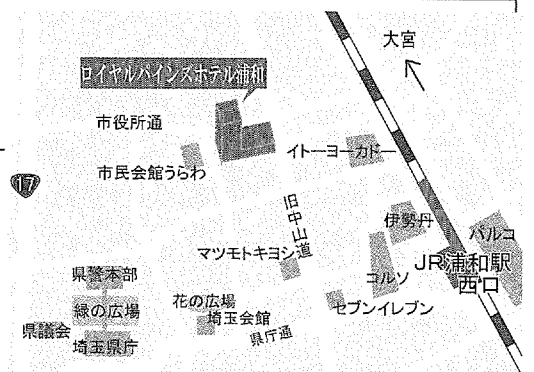 大宮
ロイヤルパインズホテル浦和
市役所通
イトーヨーカドー
市民会館うらわ
17
旧中山道
伊勢丹
パルコ
マツモトキヨシ
JR浦和駅
西口
県警本部
コルソ
花の広場
セブンイレブン
緑の広場
埼玉会館
県議会
県庁通
埼玉県庁